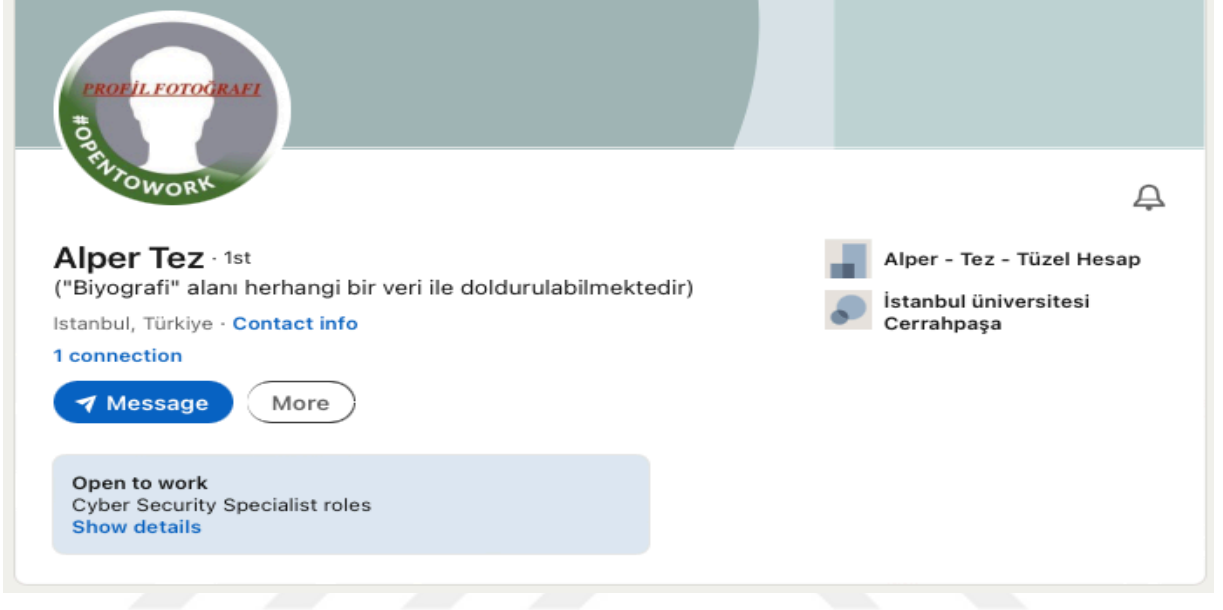 PROFİL FOTOĞRAFI
#OPENTOWORK
Alper Tez · 1st
("Biyografi" alanı herhangi bir veri ile doldurulabilmektedir)
Istanbul, Türkiye · Contact info
1 connection
Message
More
Alper - Tez - Tüzel Hesap
İstanbul üniversitesi
Cerrahpaşa
Open to work
Cyber Security Specialist roles
Show details